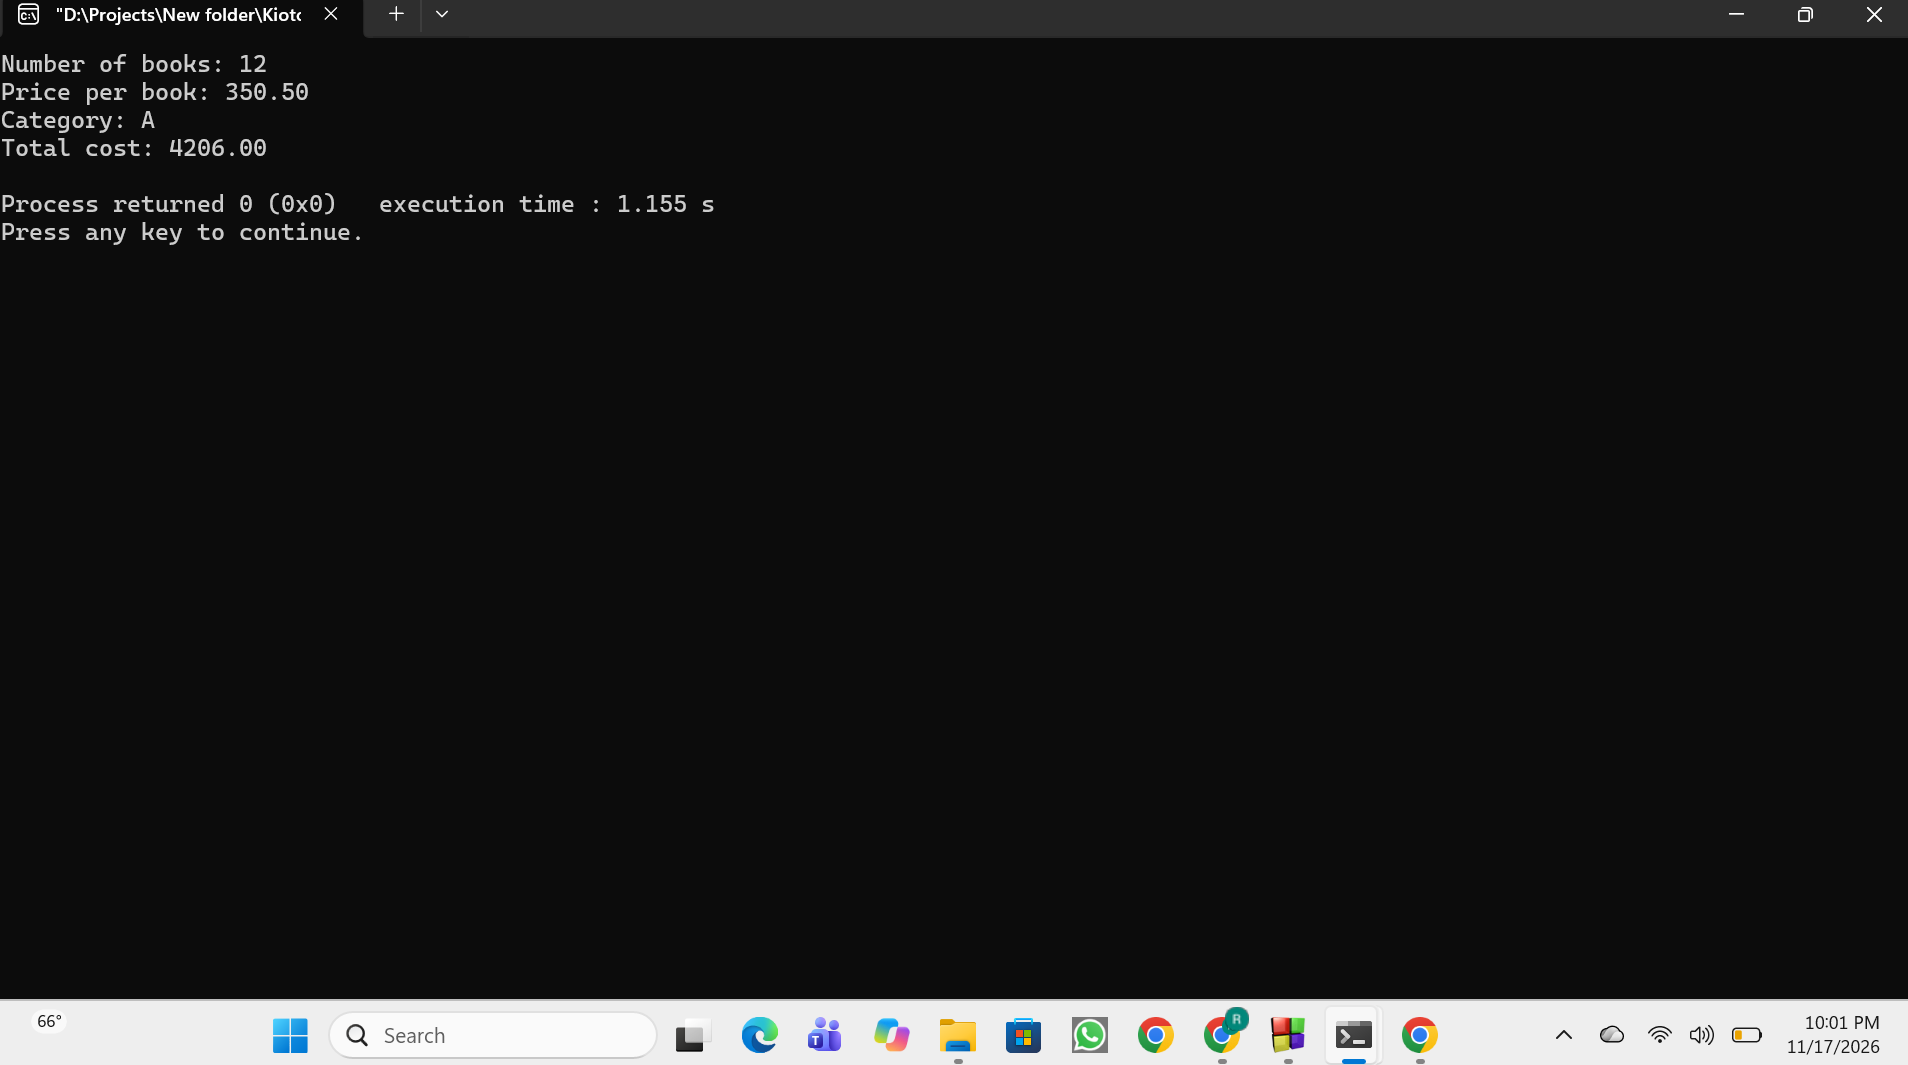 "D:\Projects\New folder\Kioto
Number of books: 12
Price per book: 350.50
Category: A
Total cost: 4206.00
Process returned 0 (0x0)   execution time : 1.155 s
Press any key to continue.
66°
Search
T
R
10:01 PM
11/17/2026